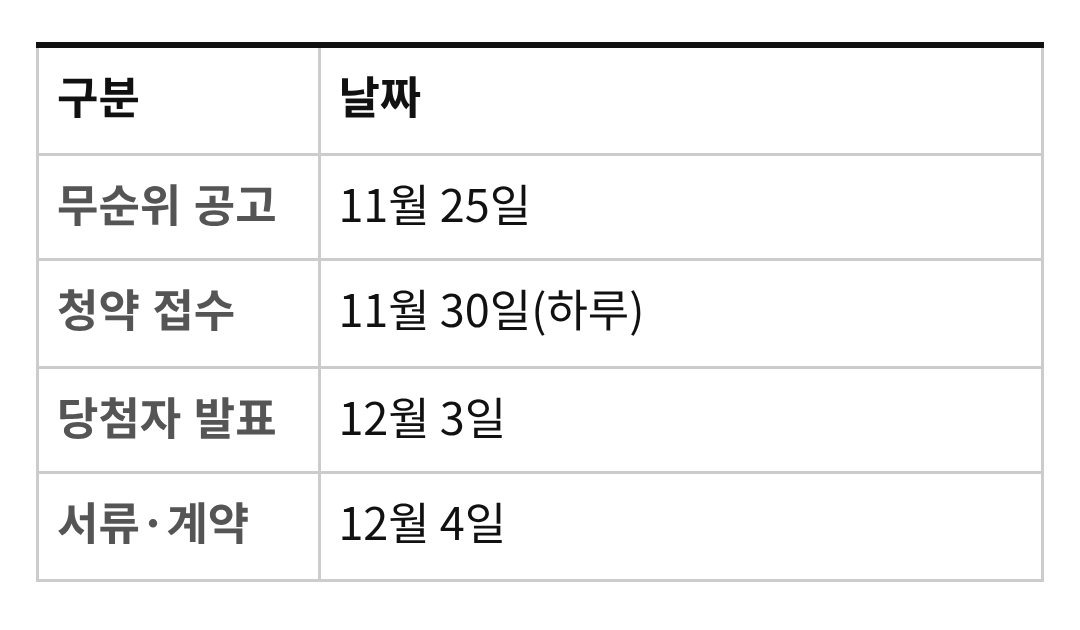 구분 날짜
무순위 공고 11월 25일
청약 접수 11월 30일(하루)
당첨자 발표 12월 3일
서류·계약 12월 4일